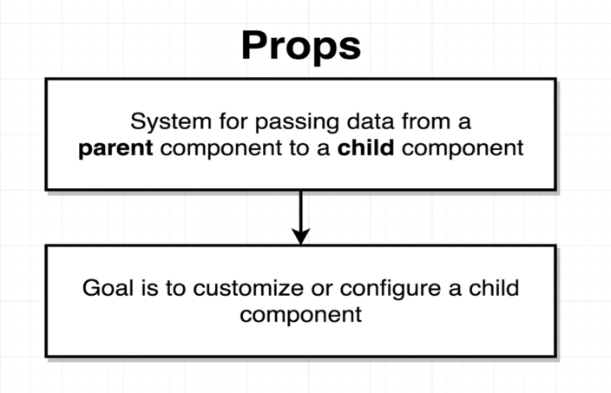 Props
System for passing data from a
parent component to a child component
Goal is to customize or configure a child
component